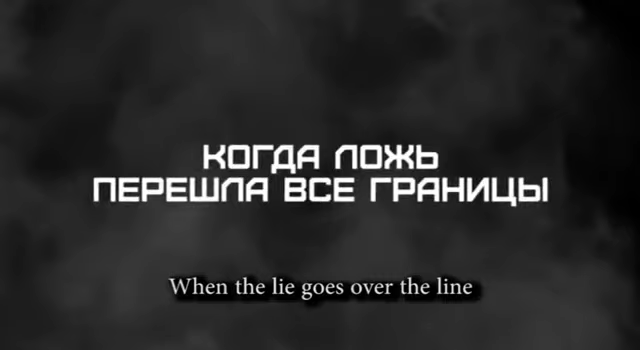 КОГДА ЛОЖЬ
ПЕРЕШЛА ВСЕ ГРАНИЦЫ
When the lie goes over the line